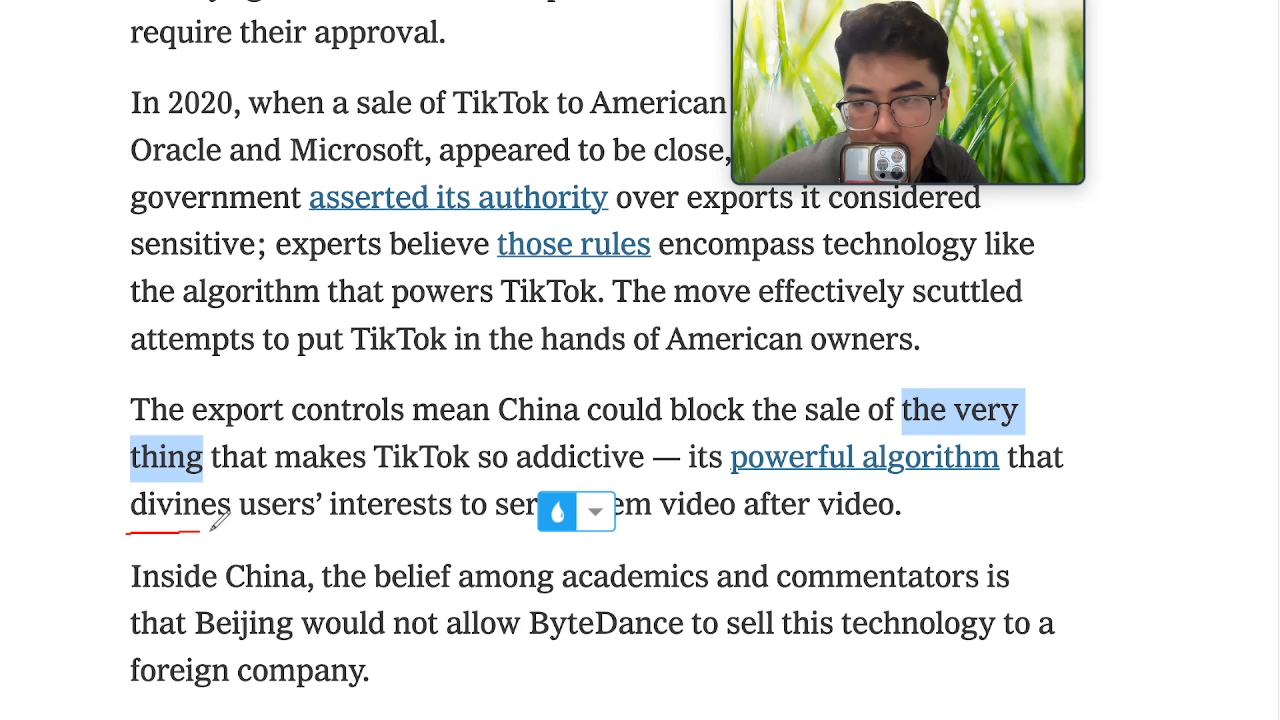 require their approval.
In 2020, when a sale of TikTok to American
Oracle and Microsoft, appeared to be close,
government asserted its authority over exports it considered
sensitive; experts believe those rules encompass technology like
the algorithm that powers TikTok. The move effectively scuttled
attempts to put TikTok in the hands of American owners.
The export controls mean China could block the sale of the very
thing that makes TikTok so addictive — its powerful algorithm that
divines users’ interests to video after video.
Inside China, the belief among academics and commentators is
that Beijing would not allow ByteDance to sell this technology to a
foreign company.